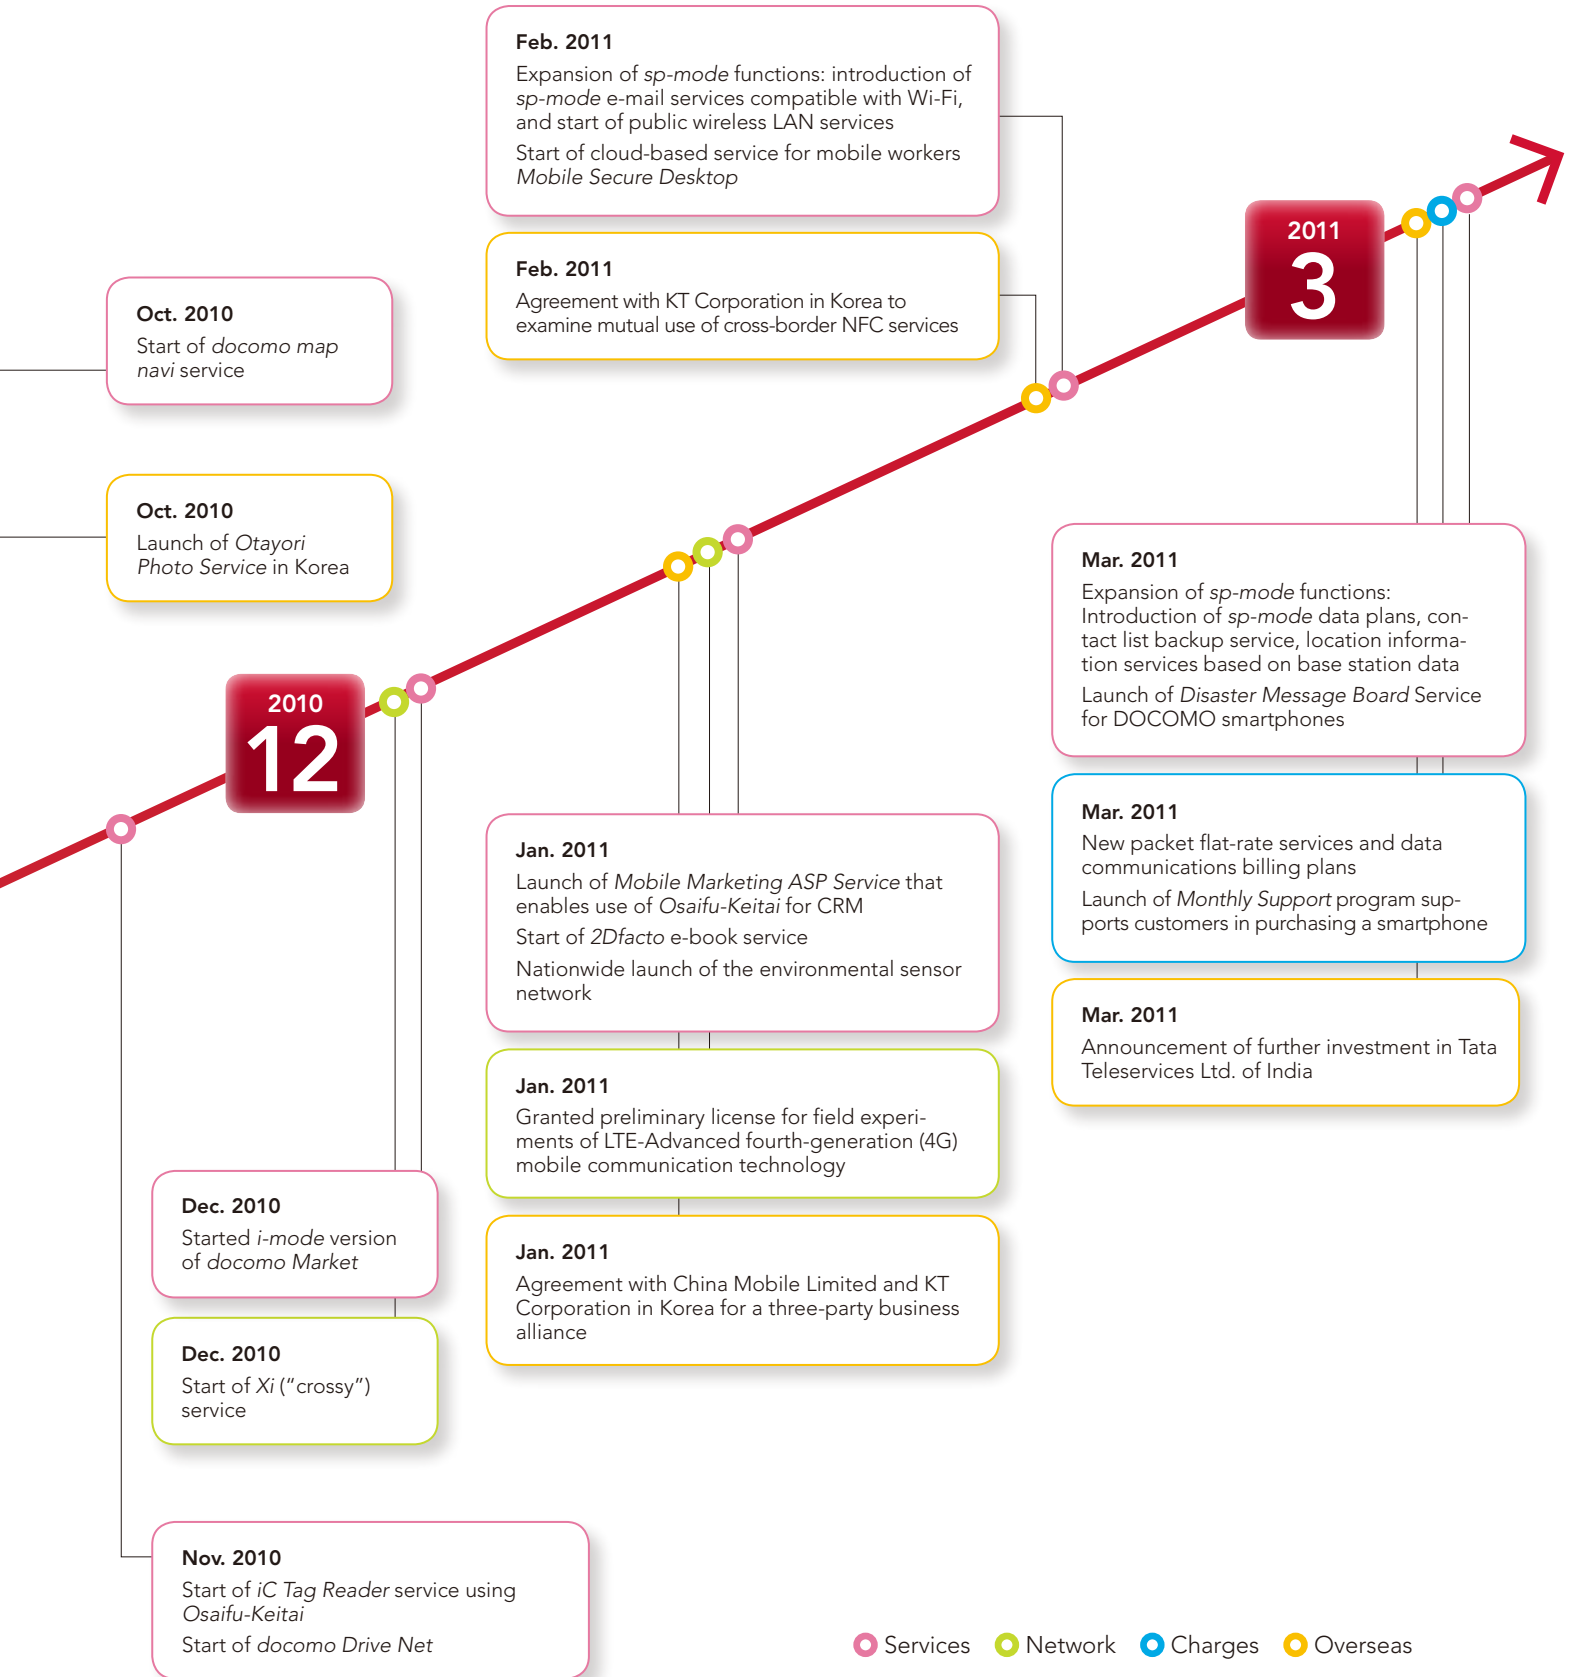 Feb. 2011
Expansion of sp-mode functions: introduction of
sp-mode e-mail services compatible with Wi-Fi,
and start of public wireless LAN services
Start of cloud-based service for mobile workers
Mobile Secure Desktop
Feb. 2011
Agreement with KT Corporation in Korea to
examine mutual use of cross-border NFC services
2011
3
Oct. 2010
Start of docomo map
navi service
Oct. 2010
Launch of Otayori
Photo Service in Korea
2010
12
Mar. 2011
Expansion of sp-mode functions:
Introduction of sp-mode data plans, con-
tact list backup service, location informa-
tion services based on base station data
Launch of Disaster Message Board Service
for DOCOMO smartphones
Mar. 2011
New packet flat-rate services and data
communications billing plans
Launch of Monthly Support program sup-
ports customers in purchasing a smartphone
Mar. 2011
Announcement of further investment in Tata
Teleservices Ltd. of India
Jan. 2011
Launch of Mobile Marketing ASP Service that
enables use of Osaifu-Keitai for CRM
Start of 2Dfacto e-book service
Nationwide launch of the environmental sensor
network
Jan. 2011
Granted preliminary license for field experi-
ments of LTE-Advanced fourth-generation (4G)
mobile communication technology
Jan. 2011
Agreement with China Mobile Limited and KT
Corporation in Korea for a three-party business
alliance
Dec. 2010
Started i-mode version
of docomo Market
Dec. 2010
Start of Xi (“crossy”)
service
Nov. 2010
Start of iC Tag Reader service using
Osaifu-Keitai
Start of docomo Drive Net
Services Network Charges Overseas